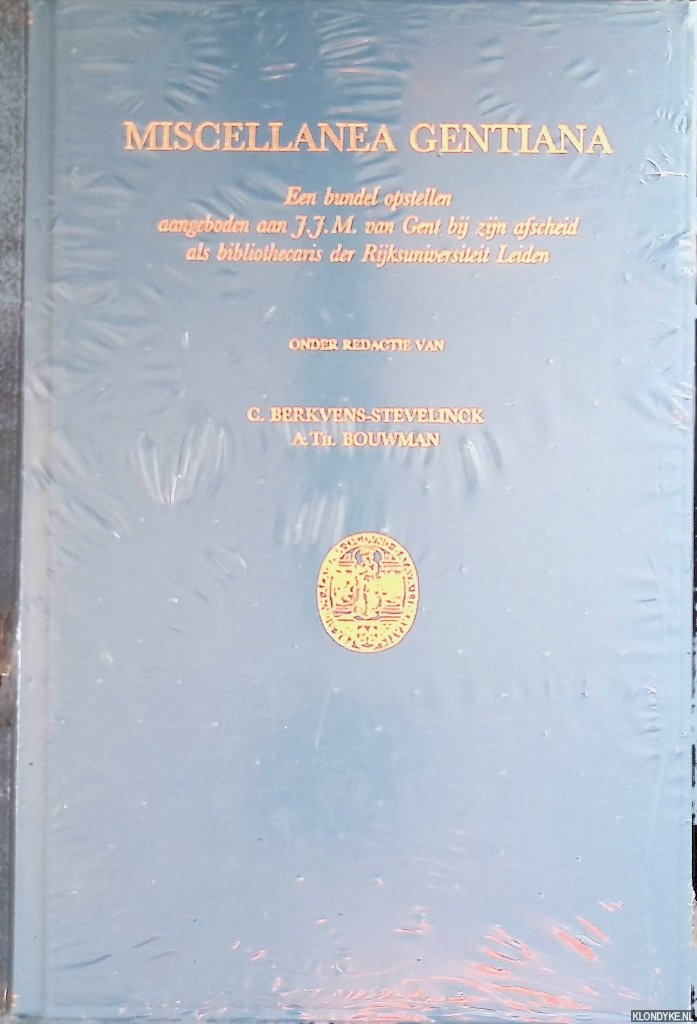 MISCELLANEA GENTIANA
Een bundel opstellen
aangeboden aan J.J.M. van Gent bij zijn afscheid
als bibliothecaris der Rijksuniversiteit Leiden
ONDER REDACTIE VAN
C. BERKVENS-STEVELINCK
A. TH. BOUWMAN
KLONDYKE.NL